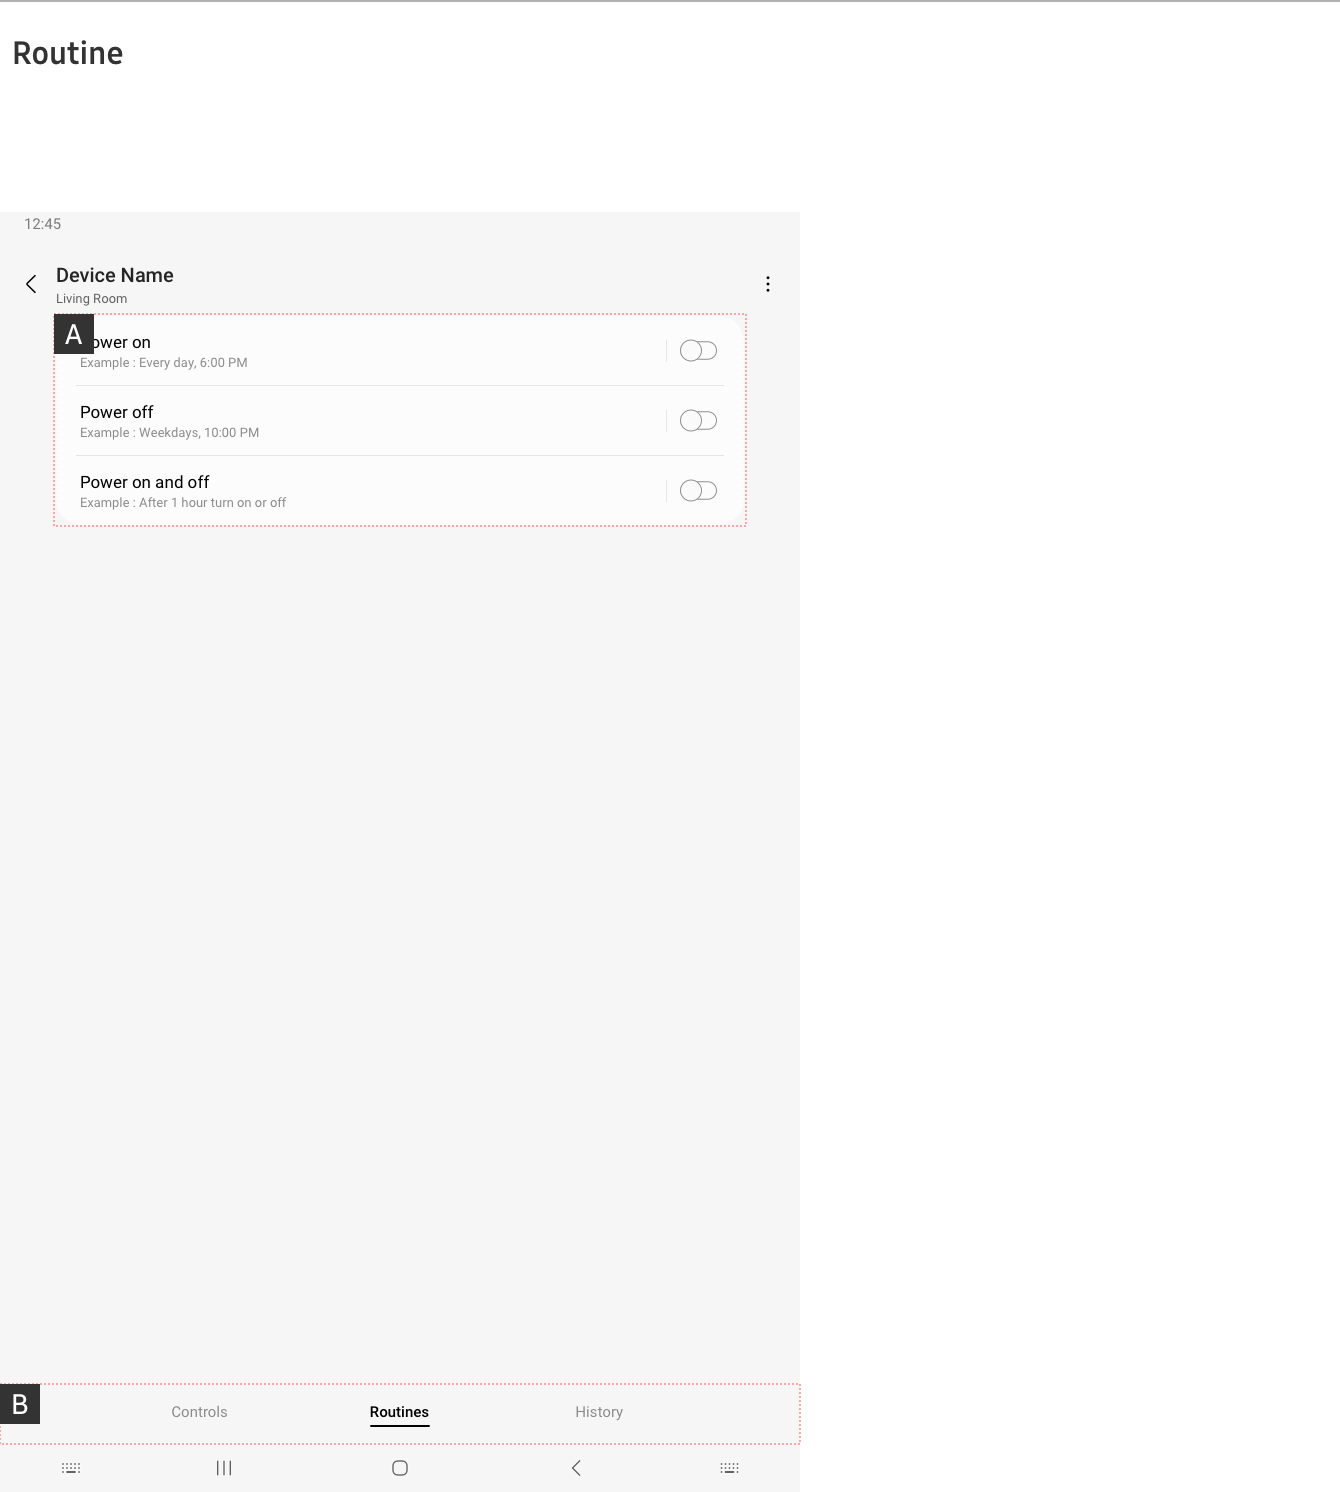 Routine
12:45
Device Name
Living Room
A
ower on
Example : Every day, 6:00 PM
Power off
Example : Weekdays, 10:00 PM
Power on and off
Example : After 1 hour turn on or off
B
Controls
Routines
History